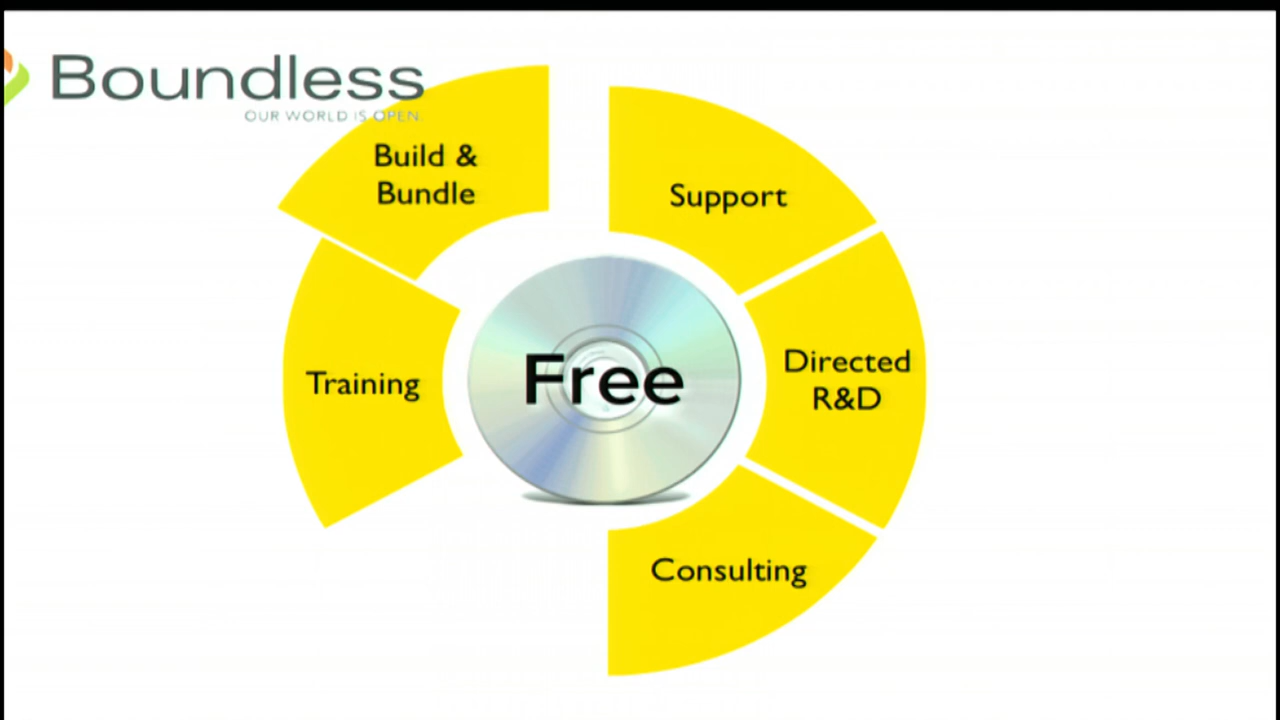 Boundless
OUR WORLD IS OPEN.
Build &
Bundle
Support
Training
Free
Directed
R&D
Consulting